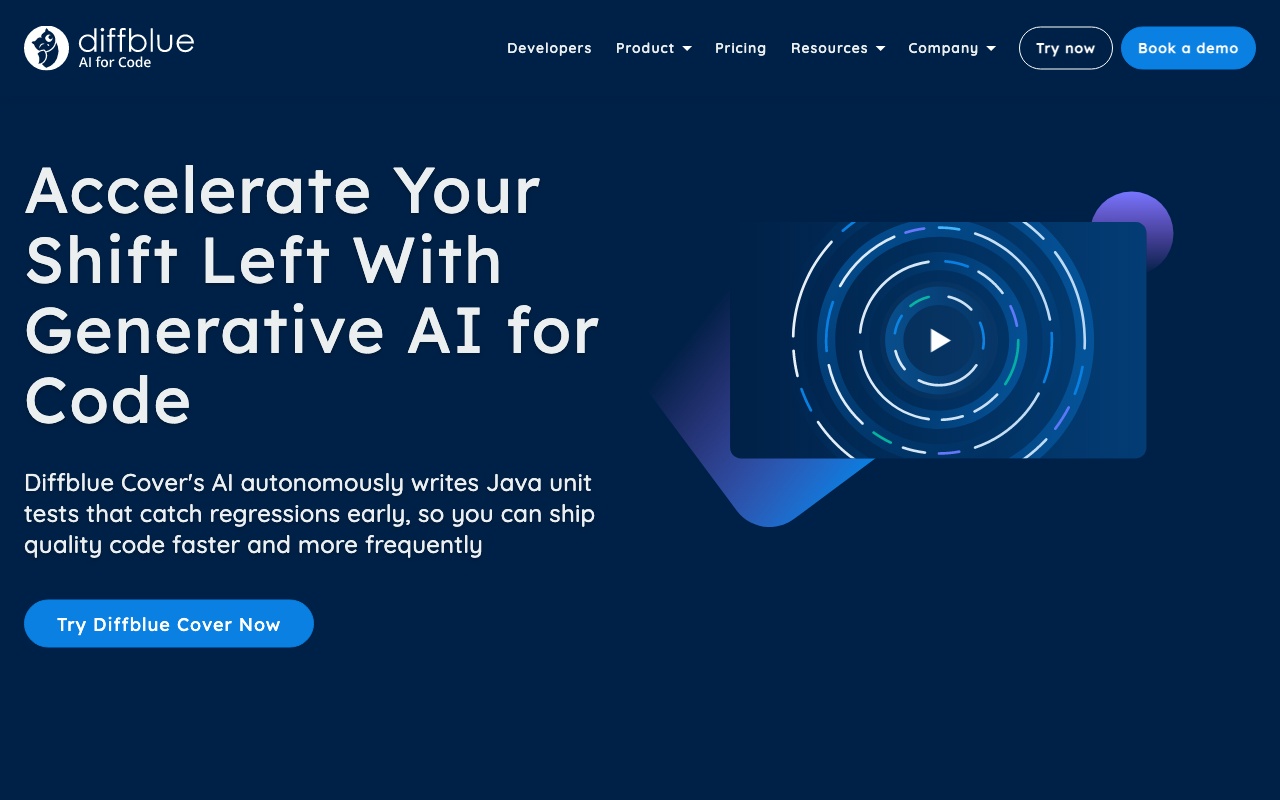 diffblue
AI for Code
Developers
Product
Pricing
Resources
Company
Try now
Book a demo
Accelerate Your
Shift Left With
Generative AI for
Code
Diffblue Cover's AI autonomously writes Java unit
tests that catch regressions early, so you can ship
quality code faster and more frequently
Try Diffblue Cover Now